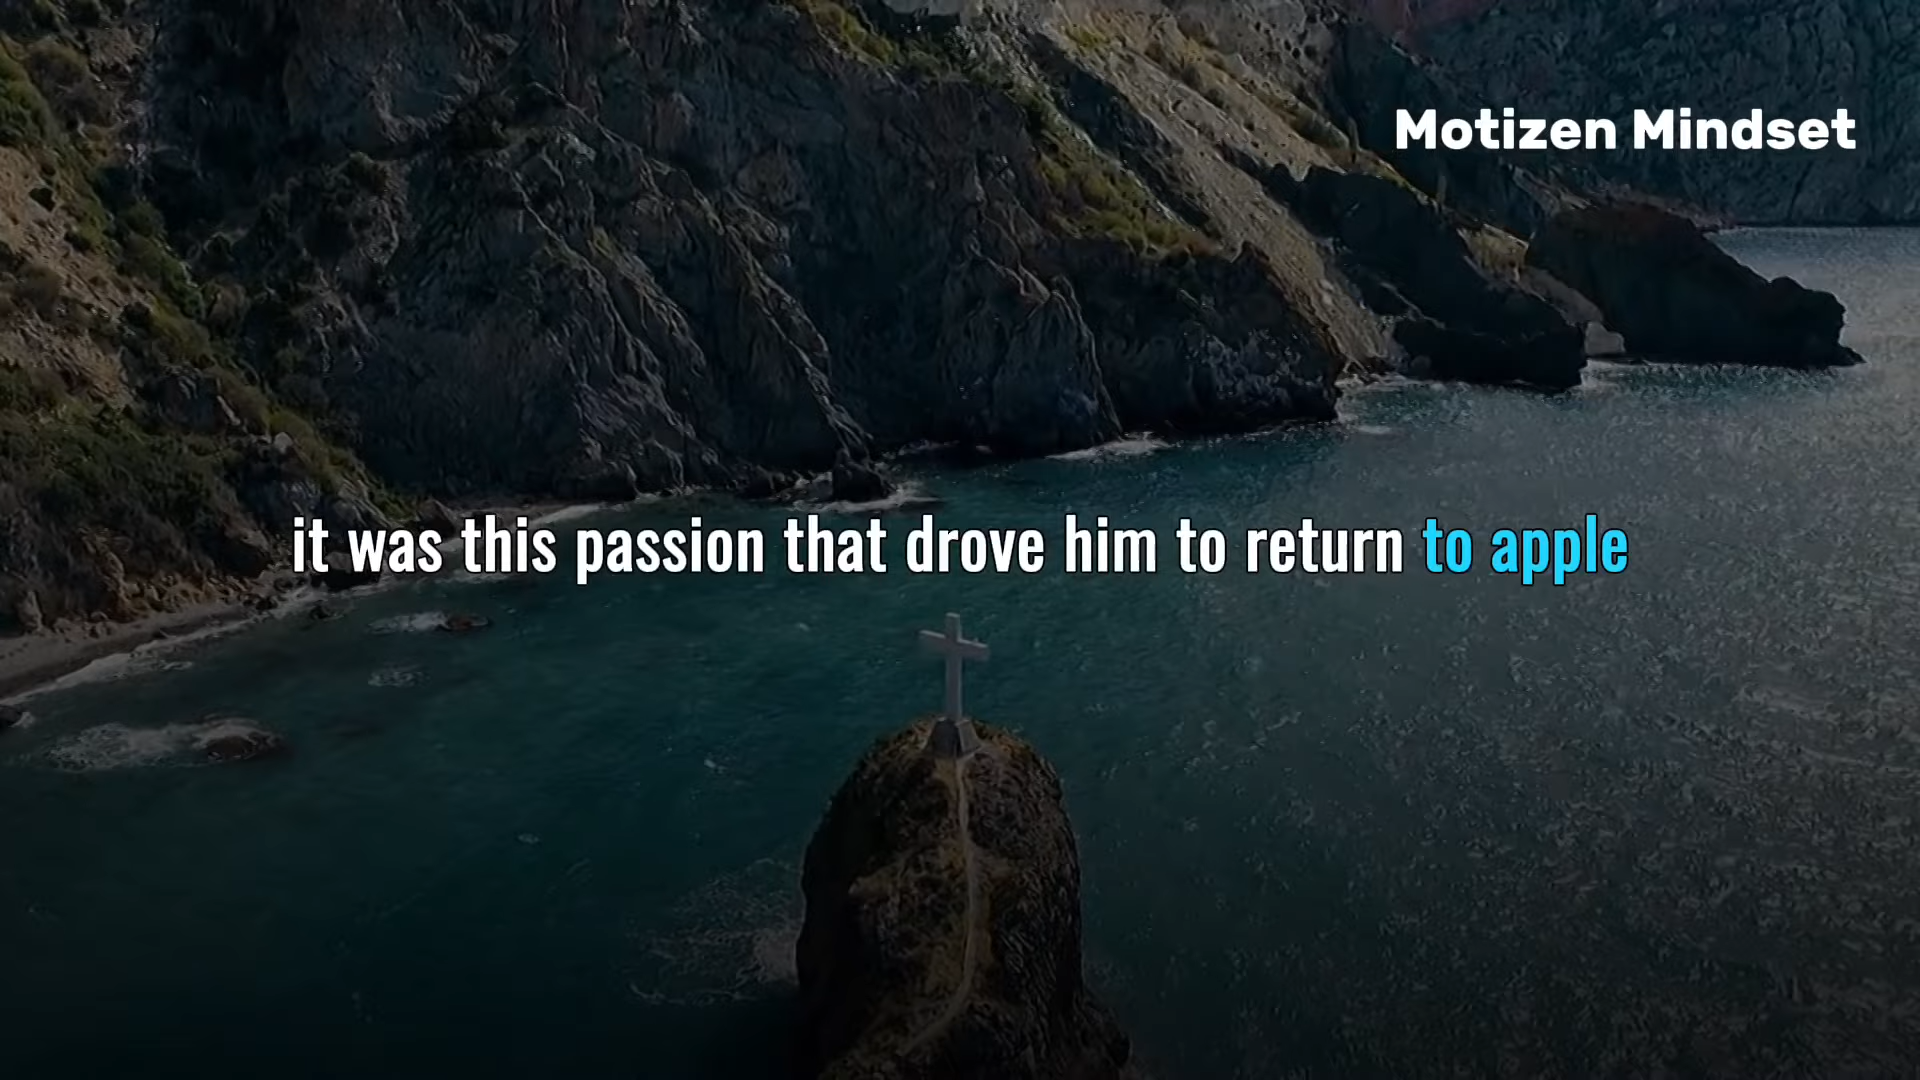 Motizen Mindset
it was this passion that drove him to return to apple